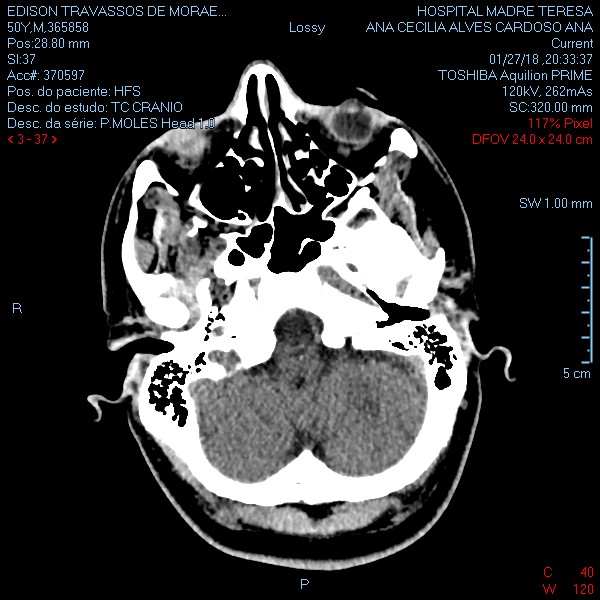 EDISON TRAVASSOS DE MORAE...
50Y,M,365858
Pos:28.80 mm
SI:37
Acc#: 370597
Pos. do paciente: HFS
Desc. do estudo: TC CRANIO
Desc. da série: P.MOLES Head 1.0
< 3 - 37 >
Lossy
HOSPITAL MADRE TERESA
ANA CECILIA ALVES CARDOSO ANA
Current
01/27/18 ,20:33:37
TOSHIBA Aquilion PRIME
120kV, 262mAs
SC:320.00 mm
117% Pixel
DFOV 24.0 x 24.0 cm
SW 1.00 mm
R
5 cm
P
C 40
W 120